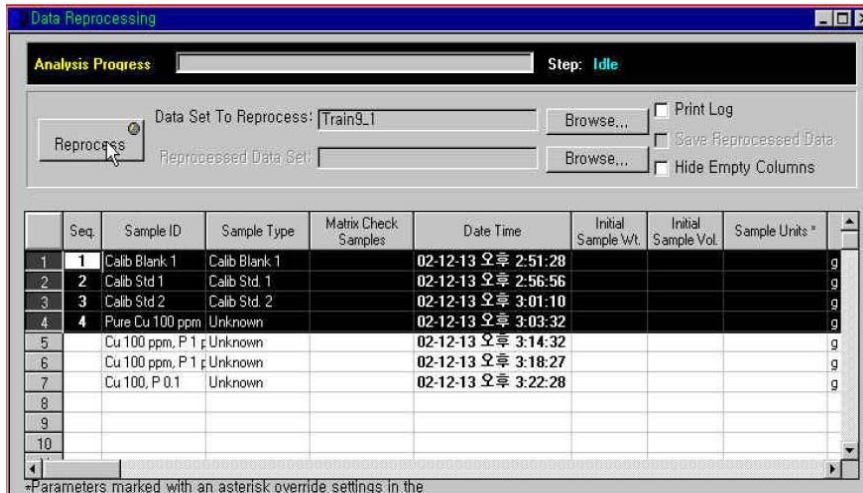 Data Reprocessing
Analysis Progress Step: Idle
Reprocess
Data Set To Reprocess: Train9_1 Browse... Print Log
Save Reprocessed Data
Reprocessed Data Set: Browse... Hide Empty Columns
Seq. Sample ID Sample Type Matrix Check Samples Date Time Initial Sample Wt. Initial Sample Vol. Sample Units *
1 1 Calib Blank 1 Calib Blank 1 02-12-13 오후 2:51:28 g
2 2 Calib Std 1 Calib Std. 1 02-12-13 오후 2:56:56 g
3 3 Calib Std 2 Calib Std. 2 02-12-13 오후 3:01:10 g
4 4 Pure Cu 100 ppm Unknown 02-12-13 오후 3:03:32 g
5 Cu 100 ppm, P 1 p Unknown 02-12-13 오후 3:14:32 g
6 Cu 100 ppm, P 1 p Unknown 02-12-13 오후 3:18:27 g
7 Cu 100, P 0.1 Unknown 02-12-13 오후 3:22:28 g
8
9
10
*Parameters marked with an asterisk override settings in the